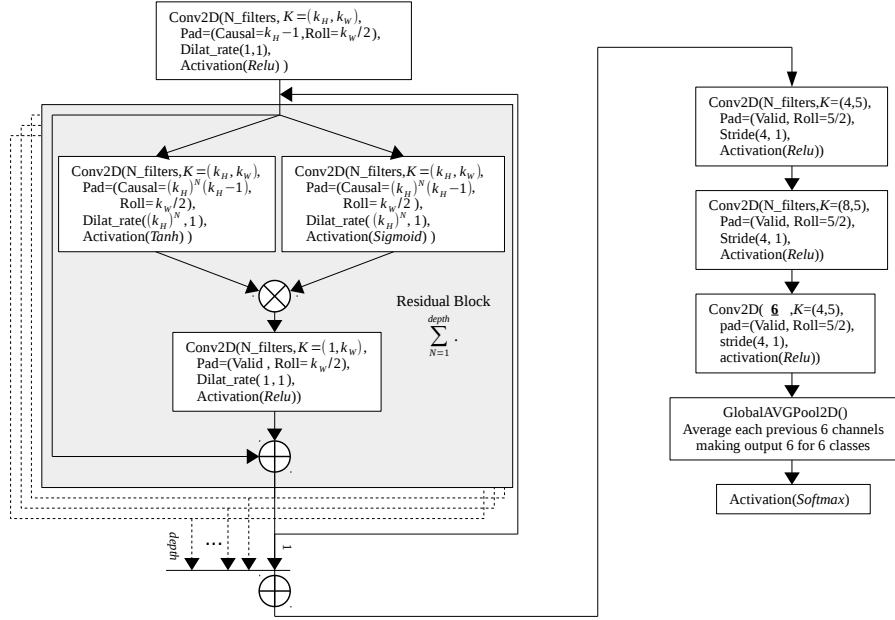 Conv2D(N_filters, K=(k_H, k_W),
Pad=(Causal=k_H−1,Roll=k_W/2),
Dilat_rate(1,1),
Activation(Relu) )
Conv2D(N_filters,K=(k_H, k_W),
Pad=(Causal=(k_H)^N(k_H−1),
Roll=k_W/2),
Dilat_rate((k_H)^N,1),
Activation(Tanh) )
Conv2D(N_filters,K=(k_H, k_W),
Pad=(Causal=(k_H)^N(k_H−1),
Roll=k_W/2),
Dilat_rate((k_H)^N,1),
Activation(Sigmoid) )
Residual Block
depth
∑ .
N=1
Conv2D(N_filters,K=(1,k_W),
Pad=(Valid , Roll=k_W/2),
Dilat_rate(1,1),
Activation(Relu))
depth
...
1
Conv2D(N_filters,K=(4,5),
Pad=(Valid, Roll=5/2),
Stride(4, 1),
Activation(Relu))
Conv2D(N_filters,K=(8,5),
Pad=(Valid, Roll=5/2),
Stride(4, 1),
Activation(Relu))
Conv2D( 6 ,K=(4,5),
pad=(Valid, Roll=5/2),
stride(4, 1),
activation(Relu))
GlobalAVGPool2D()
Average each previous 6 channels
making output 6 for 6 classes
Activation(Softmax)